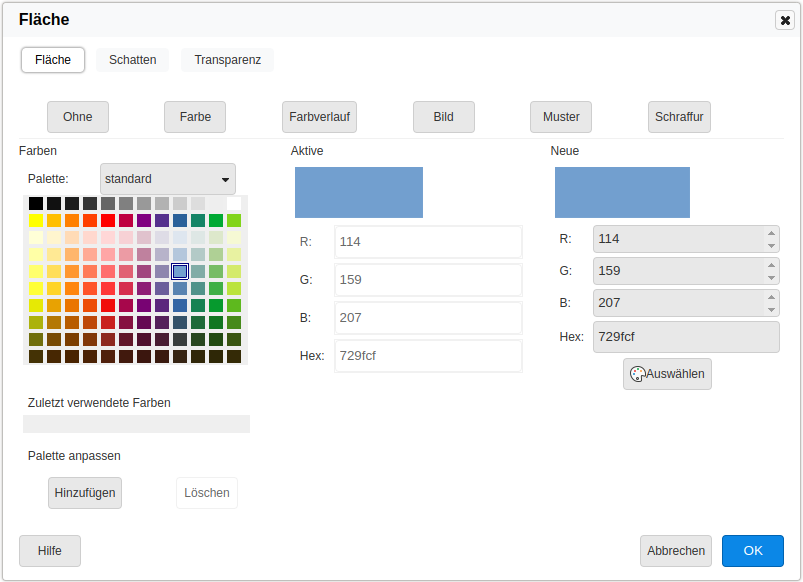 Fläche
Fläche Schatten Transparenz
Ohne Farbe Farbverlauf Bild Muster Schraffur
Farben Aktive Neue
Palette: standard
R: 114 R: 114
G: 159 G: 159
B: 207 B: 207
Hex: 729fcf Hex: 729fcf
Auswählen
Zuletzt verwendete Farben
Palette anpassen
Hinzufügen Löschen
Hilfe Abbrechen OK